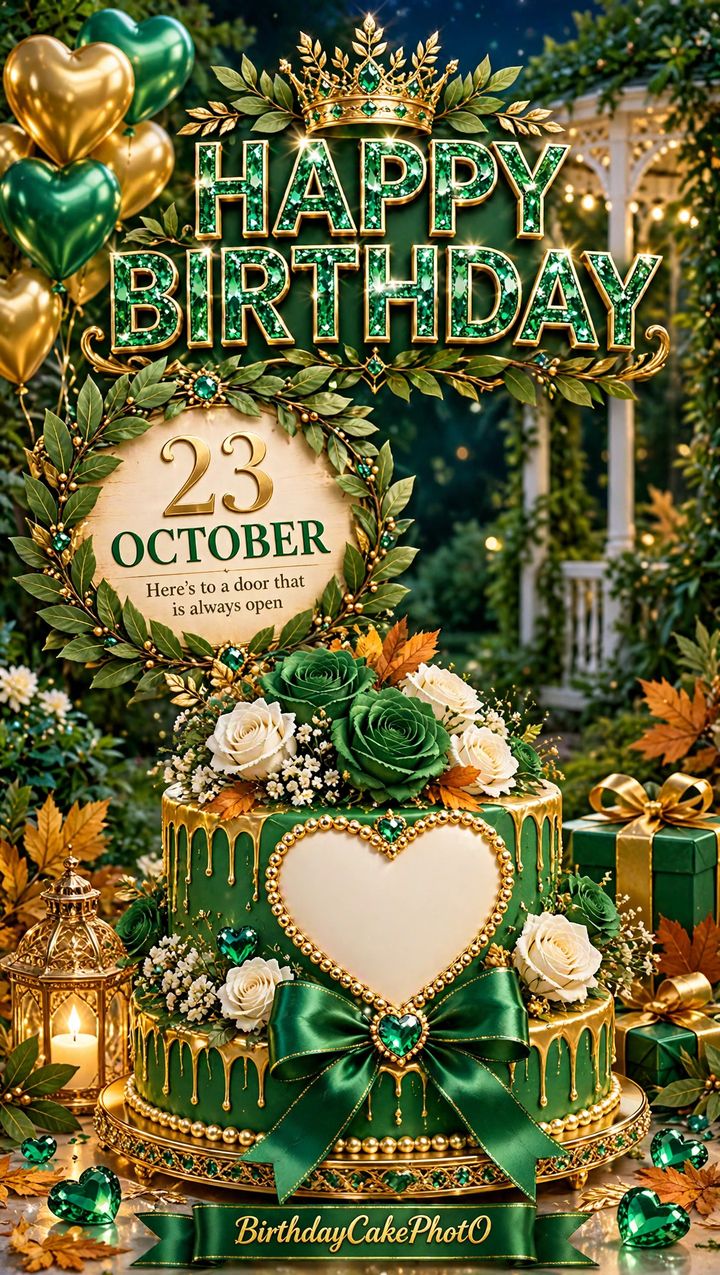 HAPPY
BIRTHDAY
23
OCTOBER
Here's to a door that
is always open
BirthdayCakePhotO